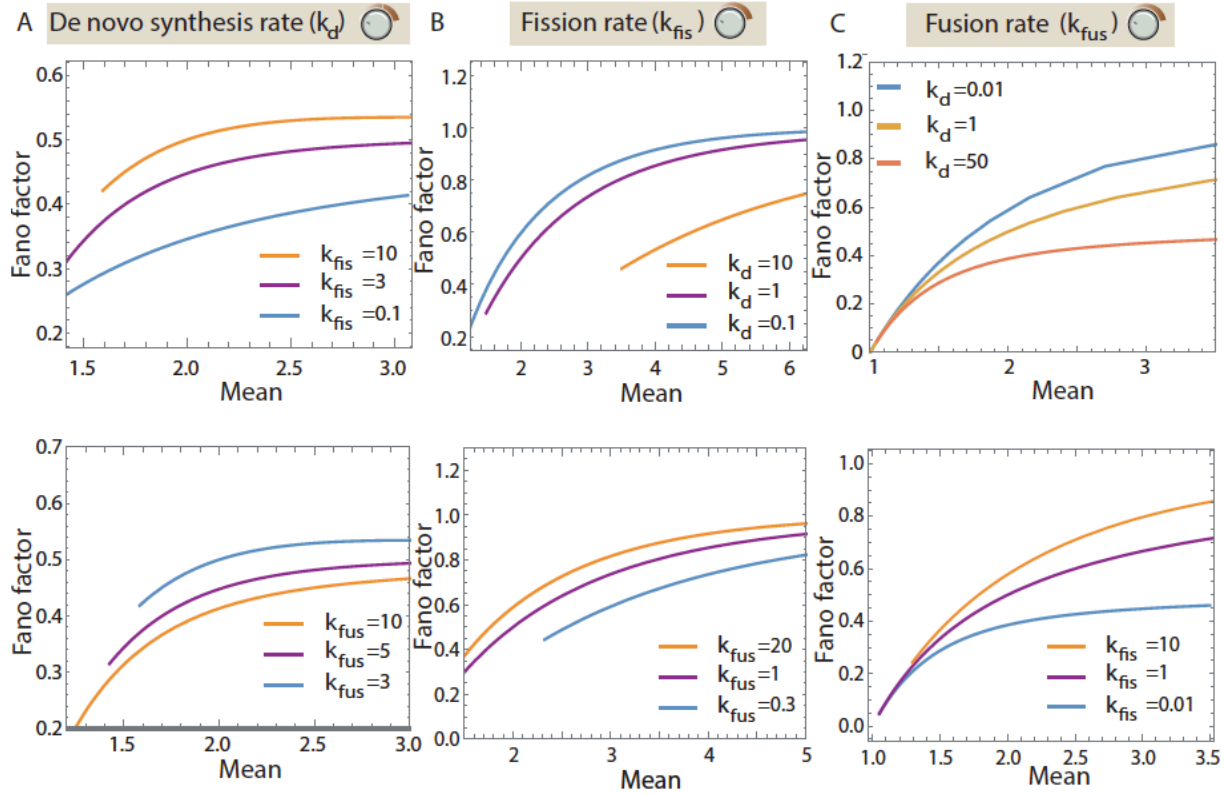 A De novo synthesis rate (kd)
B Fission rate (kfis)
C Fusion rate (kfus)
Fano factor
0.6
0.5
0.4
0.3
0.2
kfis=10
kfis=3
kfis=0.1
1.5 2.0 2.5 3.0
Mean
Fano factor
1.2
1.0
0.8
0.6
0.4
0.2
kd=10
kd=1
kd=0.1
2 3 4 5 6
Mean
Fano factor
1.2
0.8
0.6
0.4
0.2
0
kd=0.01
kd=1
kd=50
1 2 3
Mean
Fano factor
0.7
0.6
0.5
0.4
0.3
0.2
kfus=10
kfus=5
kfus=3
1.5 2.0 2.5 3.0
Mean
Fano factor
1.2
1.0
0.8
0.6
0.4
0.2
0.0
kfus=20
kfus=1
kfus=0.3
2 3 4 5
Mean
Fano factor
1.0
0.8
0.6
0.4
0.2
0.0
kfis=10
kfis=1
kfis=0.01
1.0 1.5 2.0 2.5 3.0 3.5
Mean